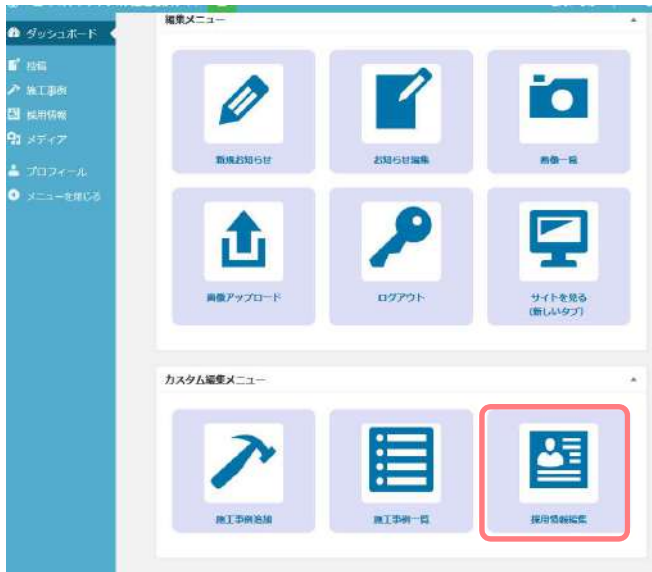 編集メニュー
ダッシュボード
投稿
施工事例
採用情報
メディア
プロフィール
メニューを閉じる
新規お知らせ
お知らせ編集
画像一覧
画像アップロード
ログアウト
サイトを見る
(新しいタブ)
カスタム編集メニュー
施工事例追加
施工事例一覧
採用情報編集